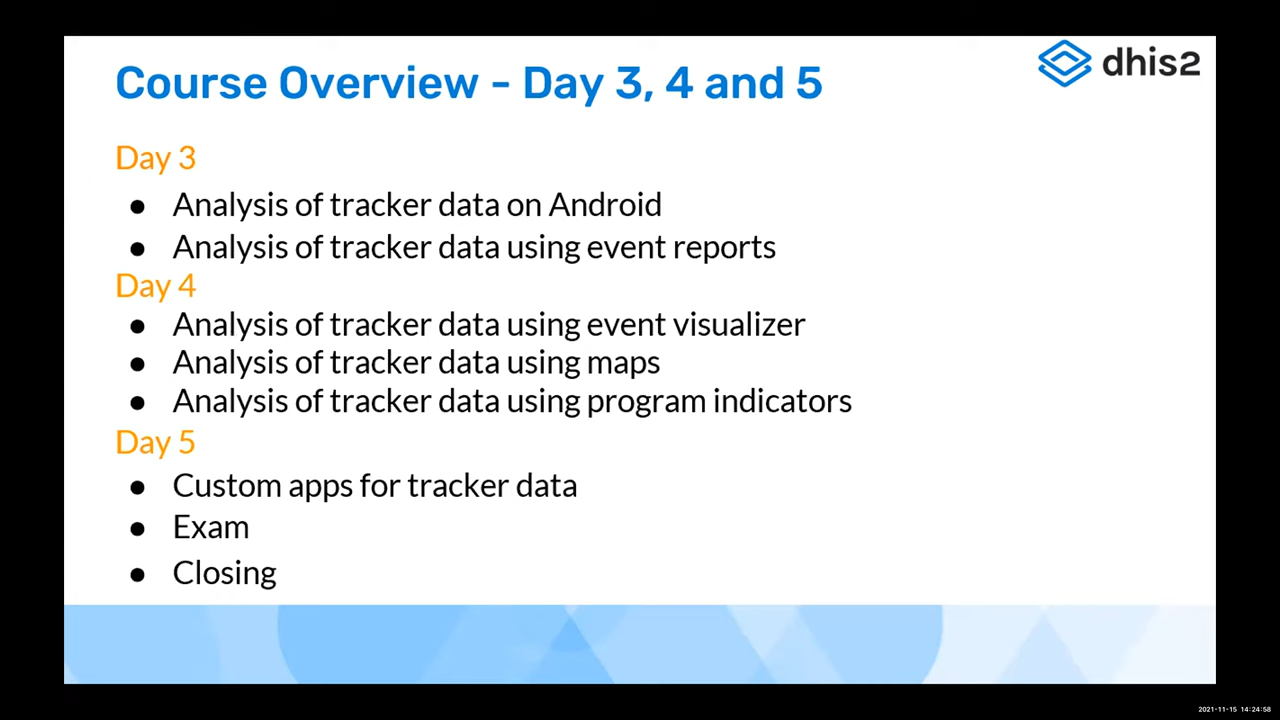 Course Overview - Day 3, 4 and 5
dhis2
Day 3
● Analysis of tracker data on Android
● Analysis of tracker data using event reports
Day 4
● Analysis of tracker data using event visualizer
● Analysis of tracker data using maps
● Analysis of tracker data using program indicators
Day 5
● Custom apps for tracker data
● Exam
● Closing
2021-11-15 14:24:58